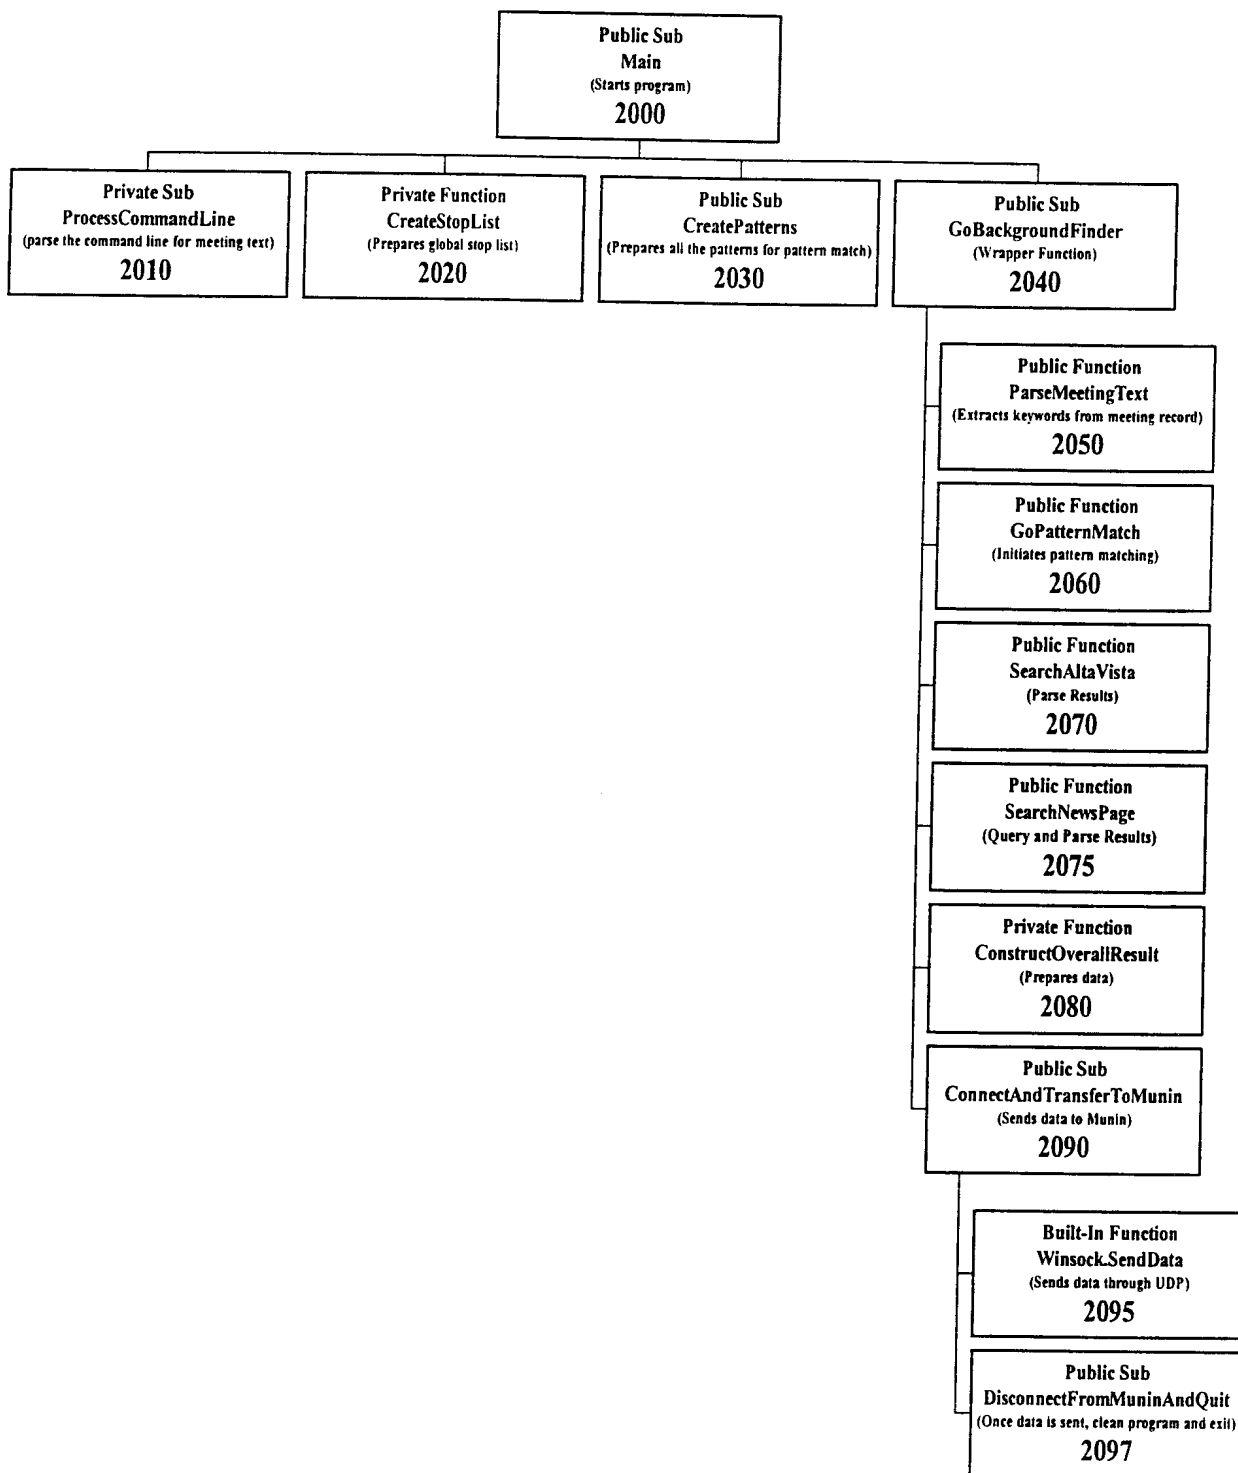 Public Sub
Main
(Starts program)
2000
Private Sub
ProcessCommandLine
(parse the command line for meeting text)
2010
Private Function
CreateStopList
(Prepares global stop list)
2020
Public Sub
CreatePatterns
(Prepares all the patterns for pattern match)
2030
Public Sub
GoBackgroundFinder
(Wrapper Function)
2040
Public Function
ParseMeetingText
(Extracts keywords from meeting record)
2050
Public Function
GoPatternMatch
(Initiates pattern matching)
2060
Public Function
SearchAltaVista
(Parse Results)
2070
Public Function
SearchNewsPage
(Query and Parse Results)
2075
Private Function
ConstructOverallResult
(Prepares data)
2080
Public Sub
ConnectAndTransferToMunin
(Sends data to Munin)
2090
Built-In Function
Winsock.SendData
(Sends data through UDP)
2095
Public Sub
DisconnectFromMuninAndQuit
(Once data is sent, clean program and exit)
2097